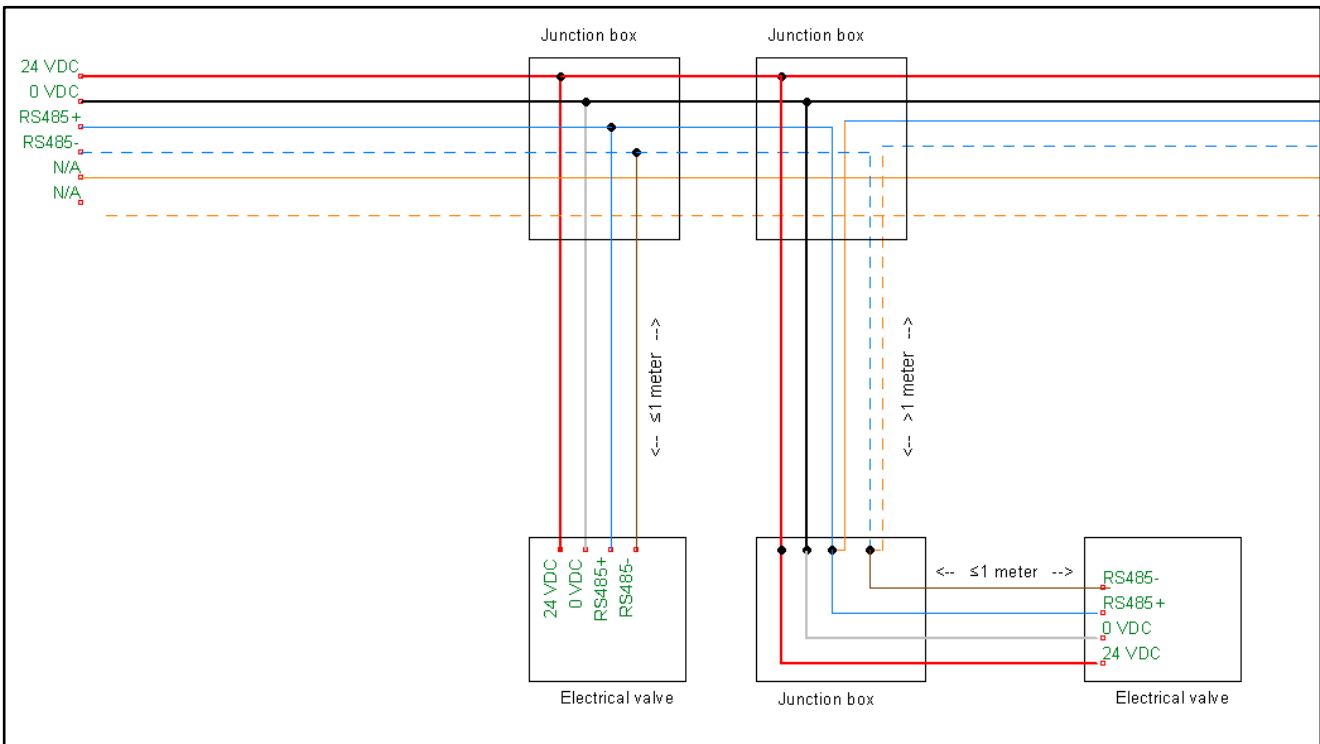 Junction box
Junction box
24 VDC
0 VDC
RS485+
RS485-
N/A
N/A
<-- ≤1 meter -->
<-- >1 meter -->
<-- ≤1 meter -->
24 VDC
0 VDC
RS485+
RS485-
RS485-
RS485+
0 VDC
24 VDC
Electrical valve
Junction box
Electrical valve